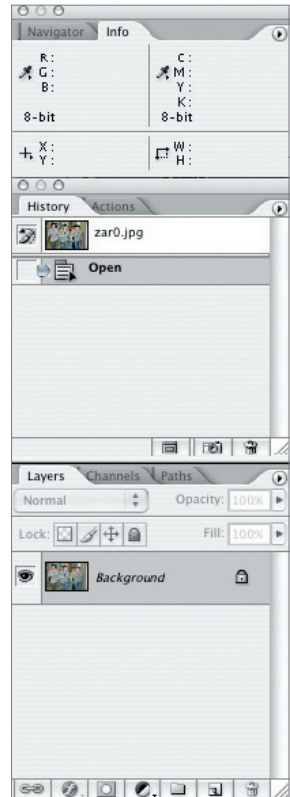 Navigator Info
R: C:
G: M:
B: Y:
K:
8-bit 8-bit
X: W:
Y: H:
History Actions
zar0.jpg
Open
Layers Channels Paths
Normal Opacity: 100%
Lock: Fill: 100%
Background